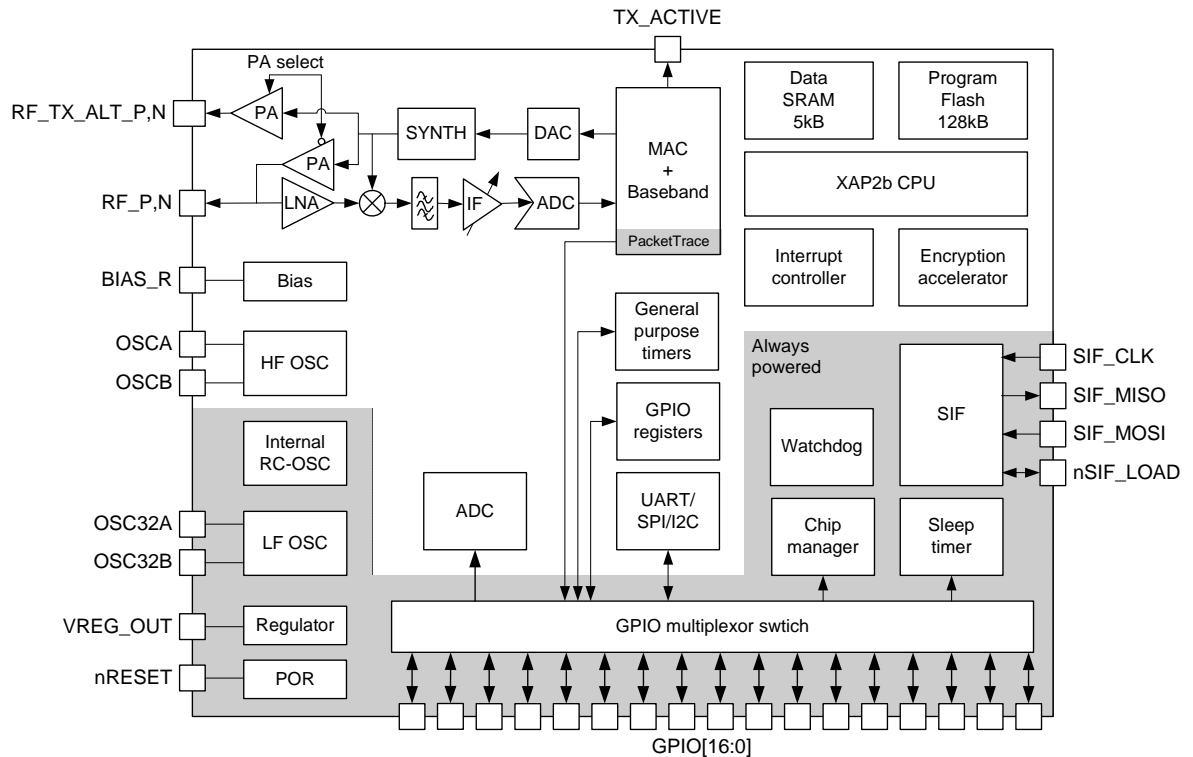 TX_ACTIVE
PA select
RF_TX_ALT_P,N
PA
SYNTH
DAC
MAC
+
Baseband
Data
SRAM
5kB
Program
Flash
128kB
PA
XAP2b CPU
RF_P,N
LNA
IF
ADC
PacketTrace
BIAS_R
Bias
Interrupt
controller
Encryption
accelerator
General
purpose
timers
OSCA
OSCB
HF OSC
Always
powered
SIF
SIF_CLK
SIF_MISO
SIF_MOSI
nSIF_LOAD
GPIO
registers
Watchdog
Internal
RC-OSC
ADC
UART/
SPI/I2C
Chip
manager
Sleep
timer
OSC32A
OSC32B
LF OSC
VREG_OUT
Regulator
GPIO multiplexor swtich
nRESET
POR
GPIO[16:0]